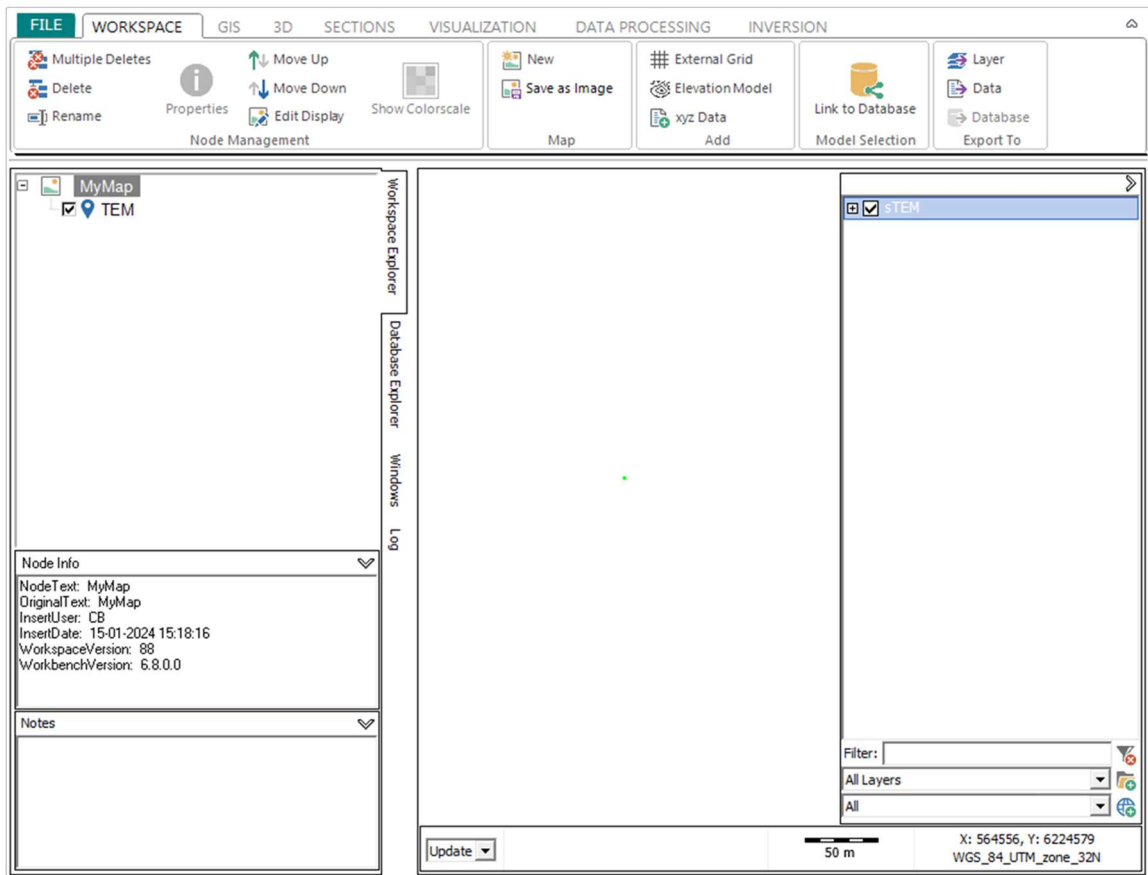 FILE WORKSPACE GIS 3D SECTIONS VISUALIZATION DATA PROCESSING INVERSION
Multiple Deletes
Delete
Rename
Properties
Move Up
Move Down
Edit Display
Show Colorscale
Node Management
New
Save as Image
Map
External Grid
Elevation Model
xyz Data
Add
Link to Database
Model Selection
Layer
Data
Database
Export To
MyMap
TEM
Workspace Explorer
Database Explorer
Windows
Log
Node Info
NodeText: MyMap
OriginalText: MyMap
InsertUser: CB
InsertDate: 15-01-2024 15:18:16
WorkspaceVersion: 88
WorkbenchVersion: 6.8.0.0
Notes
sTEM
Filter:
All Layers
All
Update
50 m
X: 564556, Y: 6224579
WGS_84_UTM_zone_32N